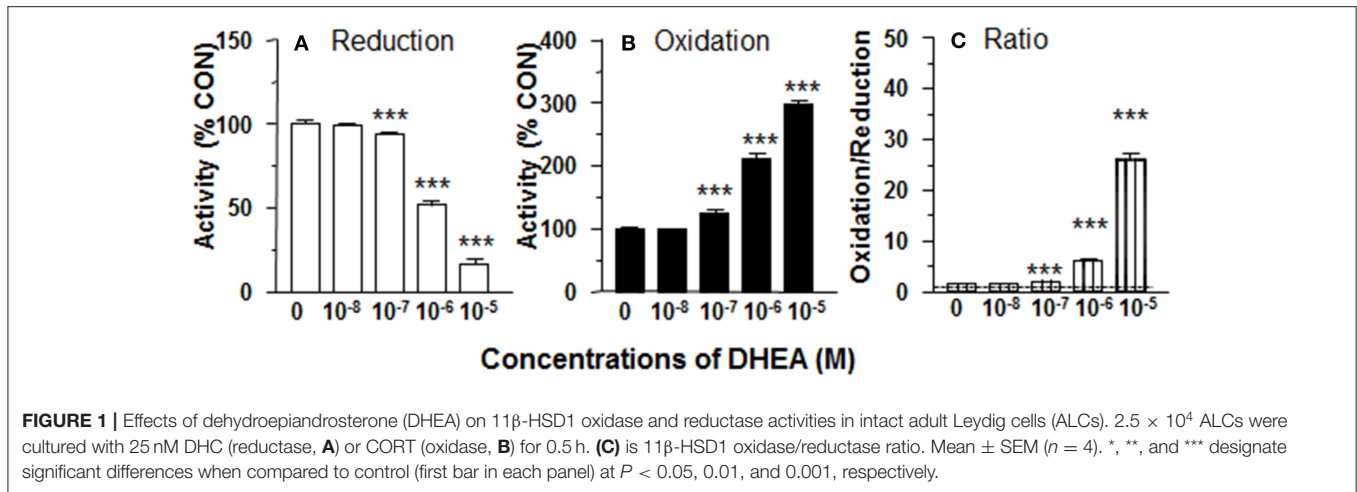 A Reduction
Activity (% CON)
150
100
50
0
***
***
***
0 10⁻⁸ 10⁻⁷ 10⁻⁶ 10⁻⁵
B Oxidation
Activity (% CON)
400
300
200
100
0
***
***
***
0 10⁻⁸ 10⁻⁷ 10⁻⁶ 10⁻⁵
C Ratio
Oxidation/Reduction
50
40
30
20
10
0
***
***
***
0 10⁻⁸ 10⁻⁷ 10⁻⁶ 10⁻⁵
Concentrations of DHEA (M)
FIGURE 1 | Effects of dehydroepiandrosterone (DHEA) on 11β-HSD1 oxidase and reductase activities in intact adult Leydig cells (ALCs). 2.5 × 10⁴ ALCs were
cultured with 25 nM DHC (reductase, A) or CORT (oxidase, B) for 0.5 h. (C) is 11β-HSD1 oxidase/reductase ratio. Mean ± SEM (n = 4). *, **, and *** designate
significant differences when compared to control (first bar in each panel) at P < 0.05, 0.01, and 0.001, respectively.